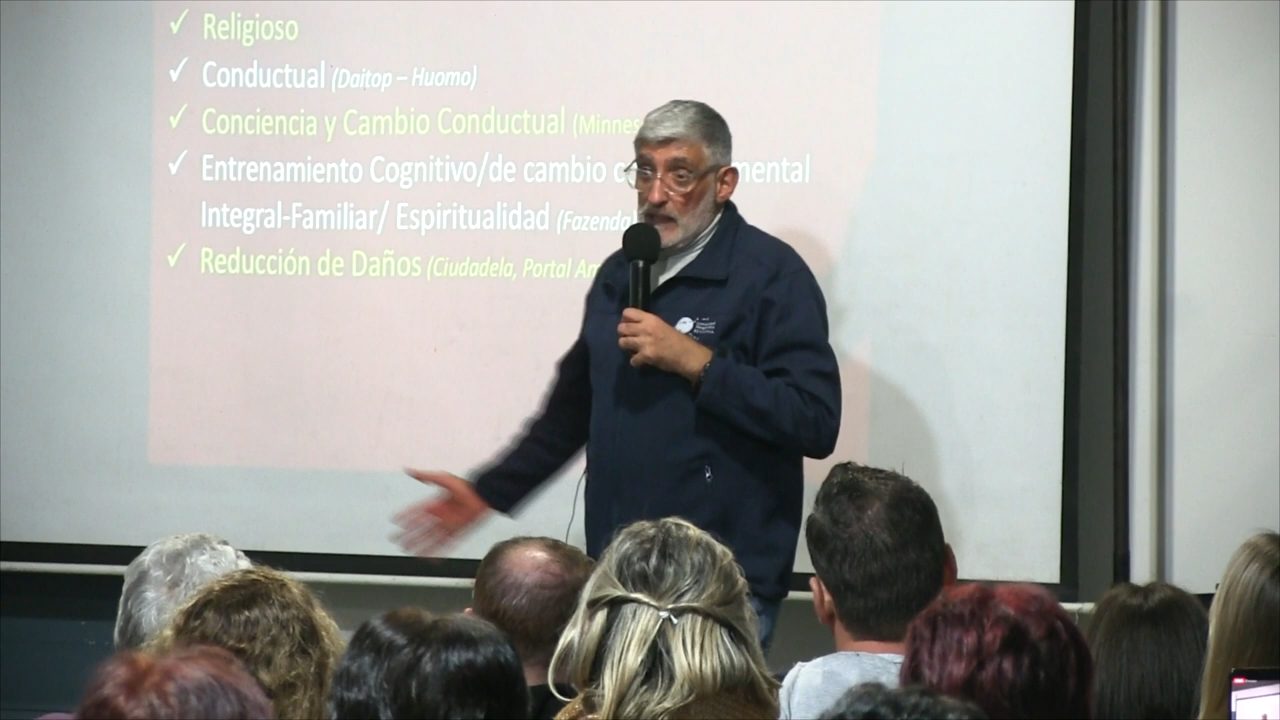 ✓ Religioso
✓ Conductual (Daitop – Huomo)
✓ Conciencia y Cambio Conductual (Minnes
✓ Entrenamiento Cognitivo/de cambio c mental
Integral-Familiar/ Espiritualidad (Fazenda
✓ Reducción de Daños (Ciudadela, Portal Am